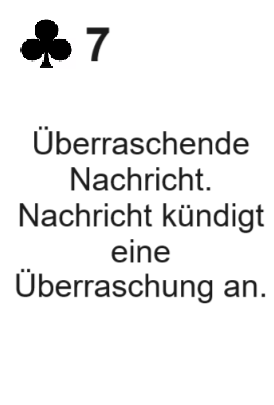 ♣ 7
Überraschende
Nachricht.
Nachricht kündigt
eine
Überraschung an.